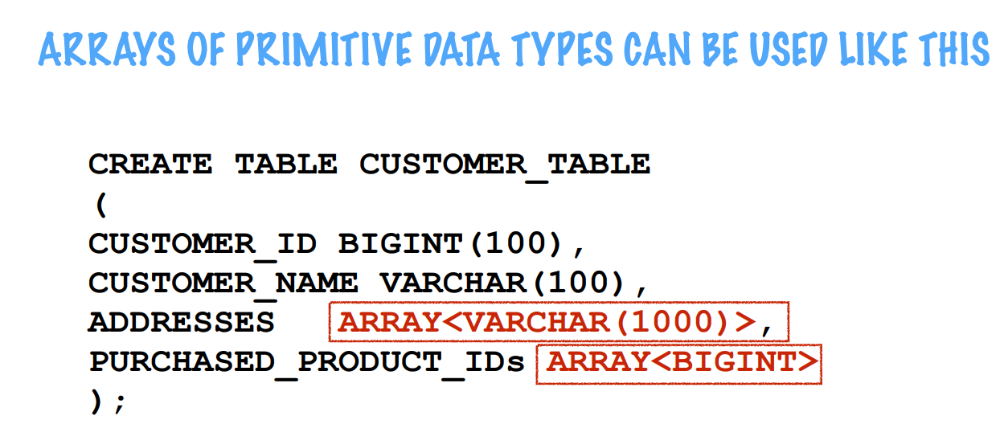 ARRAYS OF PRIMITIVE DATA TYPES CAN BE USED LIKE THIS
CREATE TABLE CUSTOMER_TABLE
(
CUSTOMER_ID BIGINT(100),
CUSTOMER_NAME VARCHAR(100),
ADDRESSES ARRAY<VARCHAR(1000)>,
PURCHASED_PRODUCT_IDs ARRAY<BIGINT>
);